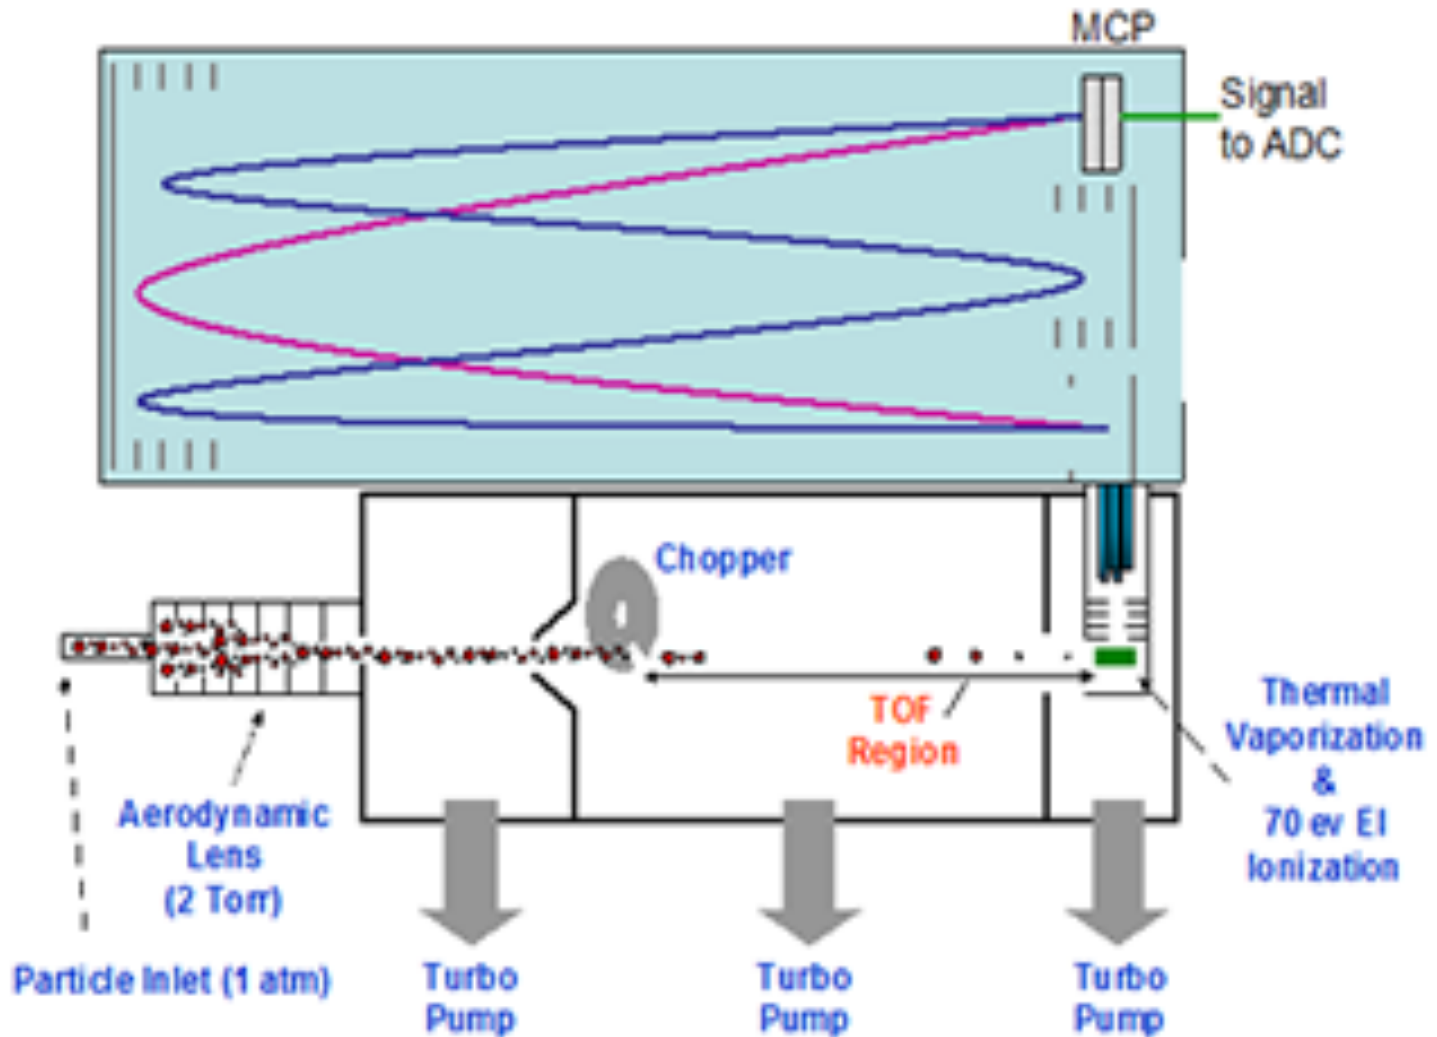 MCP
Signal
to ADC
Chopper
TOF
Region
Thermal
Vaporization
&
70 ev EI
Ionization
Aerodynamic
Lens
(2 Torr)
Particle Inlet (1 atm)
Turbo
Pump
Turbo
Pump
Turbo
Pump